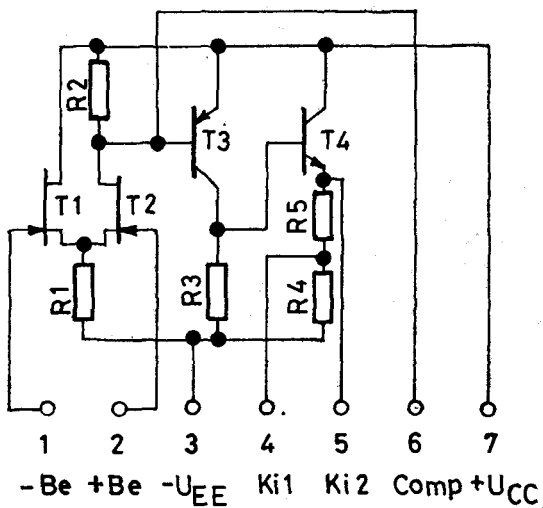 R2
T3
T4
T1
T2
R5
R1
R3
R4
1 2 3 4 5 6 7
-Be +Be -UEE Ki1 Ki2 Comp +UCC